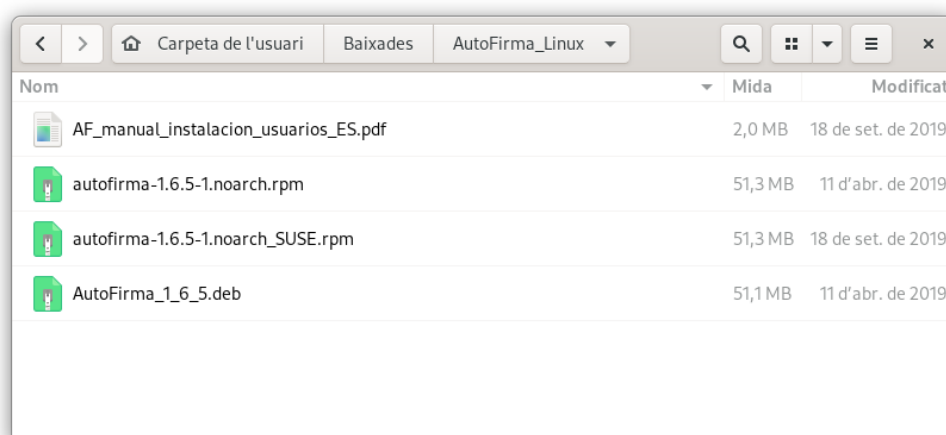 Carpeta de l'usuari Baixades AutoFirma_Linux
Nom Mida Modificat
AF_manual_instalacion_usuarios_ES.pdf 2,0 MB 18 de set. de 2019
autofirma-1.6.5-1.noarch.rpm 51,3 MB 11 d’abr. de 2019
autofirma-1.6.5-1.noarch_SUSE.rpm 51,3 MB 18 de set. de 2019
AutoFirma_1_6_5.deb 51,1 MB 11 d’abr. de 2019